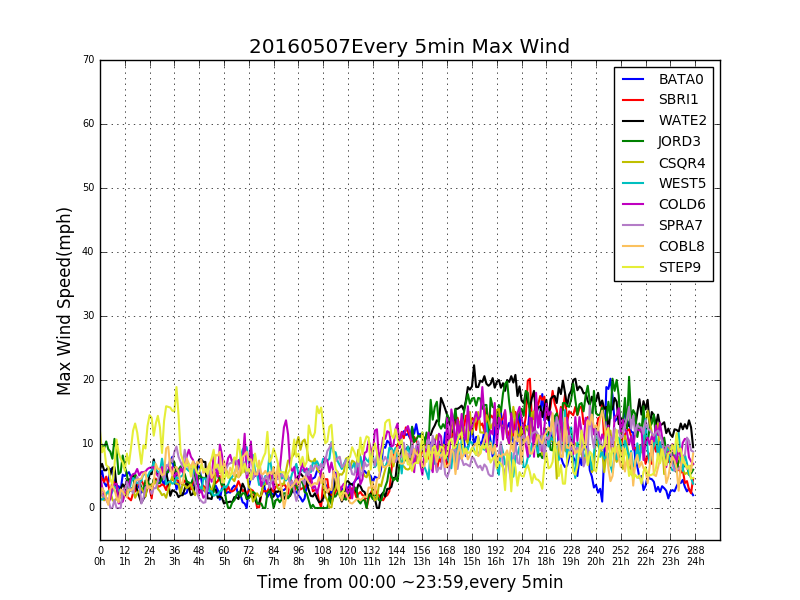 20160507Every 5min Max Wind
70
60
50
40
30
20
10
0
Max Wind Speed(mph)
BATA0
SBRI1
WATE2
JORD3
CSQR4
WEST5
COLD6
SPRA7
COBL8
STEP9
0 12 24 36 48 60 72 84 96 108 120 132 144 156 168 180 192 204 216 228 240 252 264 276 288
0h 1h 2h 3h 4h 5h 6h 7h 8h 9h 10h 11h 12h 13h 14h 15h 16h 17h 18h 19h 20h 21h 22h 23h 24h
Time from 00:00 ~23:59,every 5min